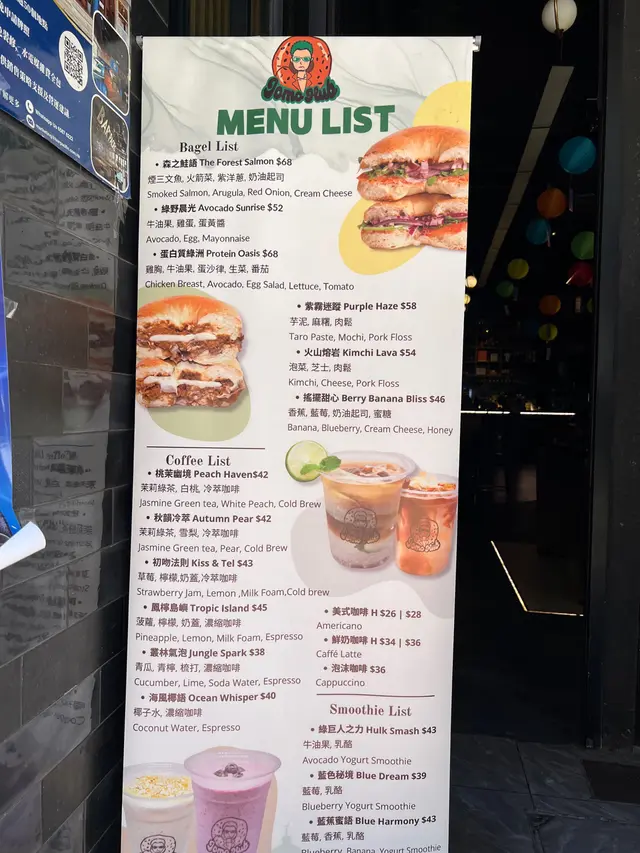 MENU LIST
Bagel List
• 森之鮭語 The Forest Salmon $68
煙三文魚, 火箭菜, 紫洋蔥, 奶油起司
Smoked Salmon, Arugula, Red Onion, Cream Cheese
• 綠野晨光 Avocado Sunrise $52
牛油果, 雞蛋, 蛋黃醬
Avocado, Egg, Mayonnaise
• 蛋白質綠洲 Protein Oasis $68
雞胸, 牛油果, 蛋沙律, 生菜, 番茄
Chicken Breast, Avocado, Egg Salad, Lettuce, Tomato
• 紫霧迷蹤 Purple Haze $58
芋泥, 麻糬, 肉鬆
Taro Paste, Mochi, Pork Floss
• 火山熔岩 Kimchi Lava $54
泡菜, 芝士, 肉鬆
Kimchi, Cheese, Pork Floss
• 搖擺甜心 Berry Banana Bliss $46
香蕉, 藍莓, 奶油起司, 蜜糖
Banana, Blueberry, Cream Cheese, Honey
Coffee List
• 桃茉幽境 Peach Haven$42
茉莉綠茶, 白桃, 冷萃咖啡
Jasmine Green tea, White Peach, Cold Brew
• 秋韻冷萃 Autumn Pear $42
茉莉綠茶, 雪梨, 冷萃咖啡
Jasmine Green tea, Pear, Cold Brew
• 初吻法則 Kiss & Tel $43
草莓, 檸檬,奶蓋,冷萃咖啡
Strawberry Jam, Lemon ,Milk Foam,Cold brew
• 鳳檸島嶼 Tropic Island $45
菠蘿, 檸檬, 奶蓋, 濃縮咖啡
Pineapple, Lemon, Milk Foam, Espresso
• 叢林氣泡 Jungle Spark $38
青瓜, 青檸, 梳打, 濃縮咖啡
Cucumber, Lime, Soda Water, Espresso
• 海風椰語 Ocean Whisper $40
椰子水, 濃縮咖啡
Coconut Water, Espresso
• 美式咖啡 H $26 | $28
Americano
• 鮮奶咖啡 H $34 | $36
Caffé Latte
• 泡沫咖啡 $36
Cappuccino
Smoothie List
• 綠巨人之力 Hulk Smash $43
牛油果, 乳酪
Avocado Yogurt Smoothie
• 藍色秘境 Blue Dream $39
藍莓, 乳酪
Blueberry Yogurt Smoothie
• 藍蕉蜜語 Blue Harmony $43
藍莓, 香蕉, 乳酪
Blueberry, Banana, Yogurt Smoothie